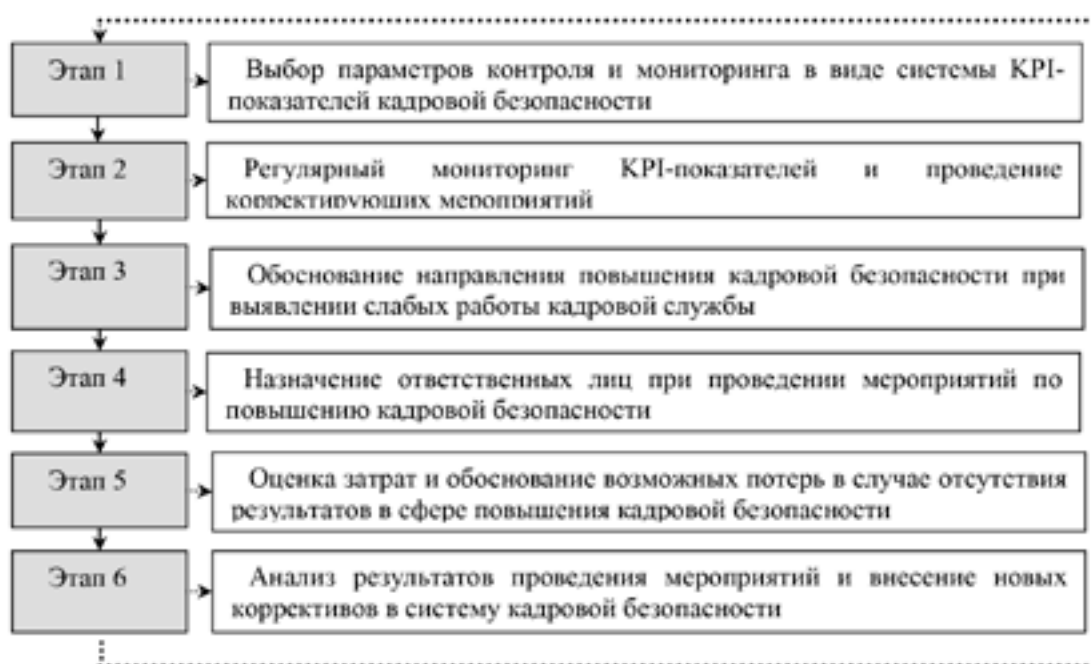 Этап 1
Выбор параметров контроля и мониторинга в виде системы KPI-
показателей кадровой безопасности
Этап 2
Регулярный мониторинг KPI-показателей и проведение
корректирующих мероприятий
Этап 3
Обоснование направления повышения кадровой безопасности при
выявлении слабых работы кадровой службы
Этап 4
Назначение ответственных лиц при проведении мероприятий по
повышению кадровой безопасности
Этап 5
Оценка затрат и обоснование возможных потерь в случае отсутствия
результатов в сфере повышения кадровой безопасности
Этап 6
Анализ результатов проведения мероприятий и внесение новых
коррективов в систему кадровой безопасности